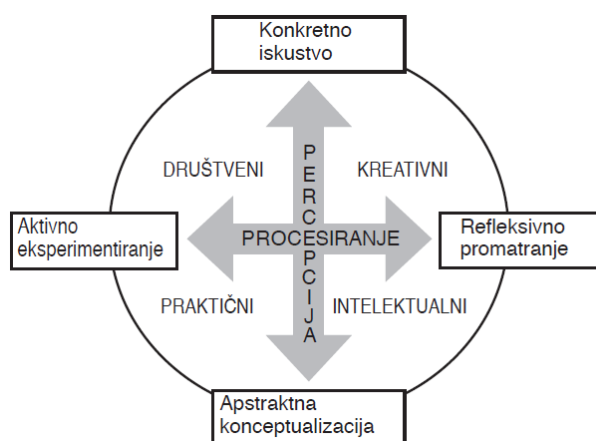 Konkretno
iskustvo
DRUŠTVENI
KREATIVNI
PERCEPCIJA
Aktivno
eksperimentiranje
PROCESIRANJE
Refleksivno
promatranje
PRAKTIČNI
INTELEKTUALNI
Apstraktna
konceptualizacija